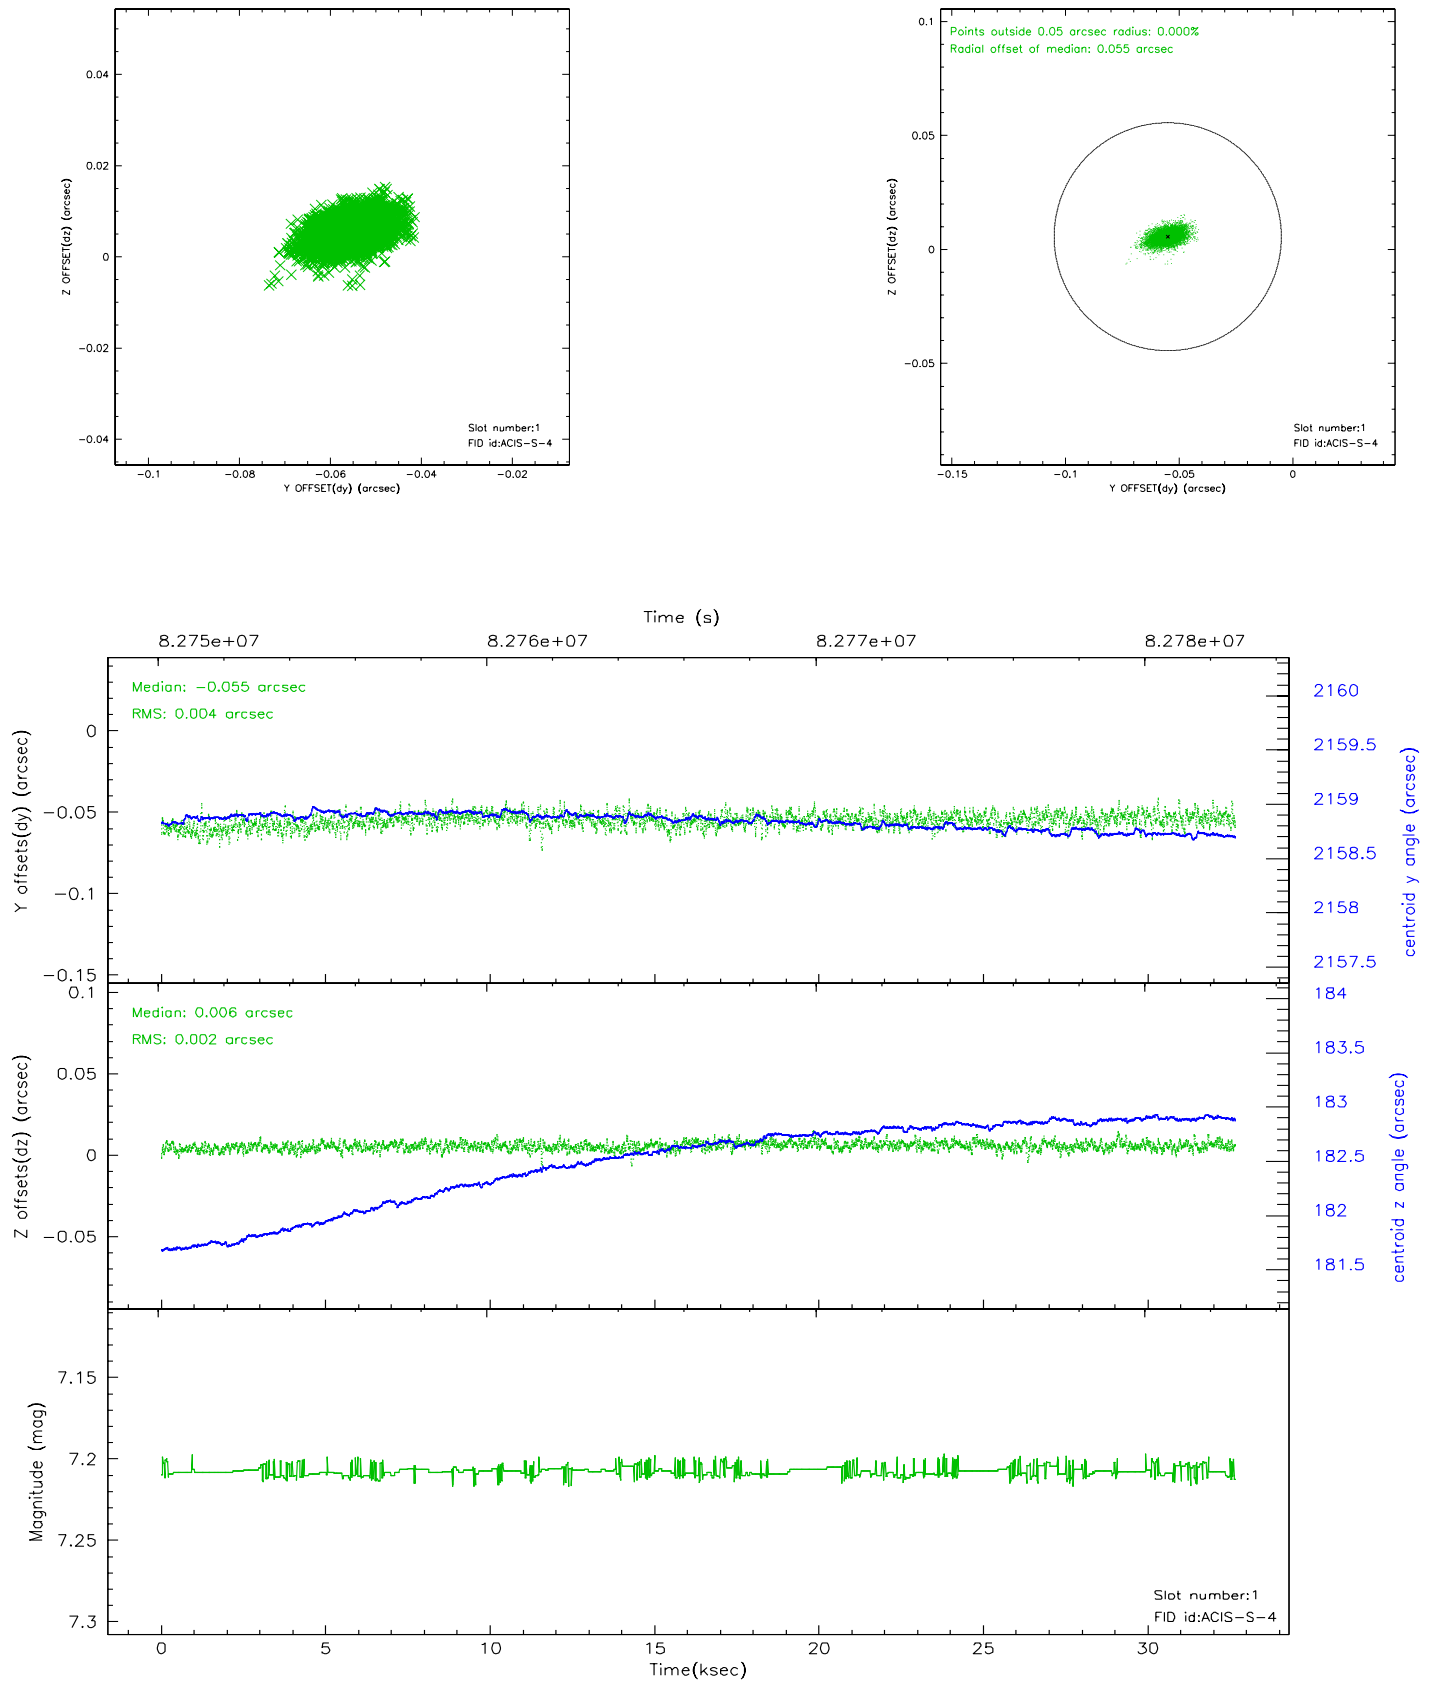 0.04
0.02
0
−0.02
−0.04
Z OFFSET(dz) (arcsec)
Slot number:1
FID id:ACIS−S−4
−0.1 −0.08 −0.06 −0.04 −0.02
Y OFFSET(dy) (arcsec)
Points outside 0.05 arcsec radius: 0.000%
Radial offset of median: 0.055 arcsec
0.1
0.05
0
−0.05
Z OFFSET(dz) (arcsec)
Slot number:1
FID id:ACIS−S−4
−0.15 −0.1 −0.05 0
Y OFFSET(dy) (arcsec)
Time (s)
8.275e+07 8.276e+07 8.277e+07 8.278e+07
Median: −0.055 arcsec
RMS: 0.004 arcsec
0
−0.05
−0.1
−0.15
Y offsets(dy) (arcsec)
2160
2159.5
2159
2158.5
2158
2157.5
centroid y angle (arcsec)
Median: 0.006 arcsec
RMS: 0.002 arcsec
0.1
0.05
0
−0.05
Z offsets(dz) (arcsec)
184
183.5
183
182.5
182
181.5
centroid z angle (arcsec)
7.15
7.2
7.25
7.3
Magnitude (mag)
Slot number:1
FID id:ACIS−S−4
0 5 10 15 20 25 30
Time(ksec)